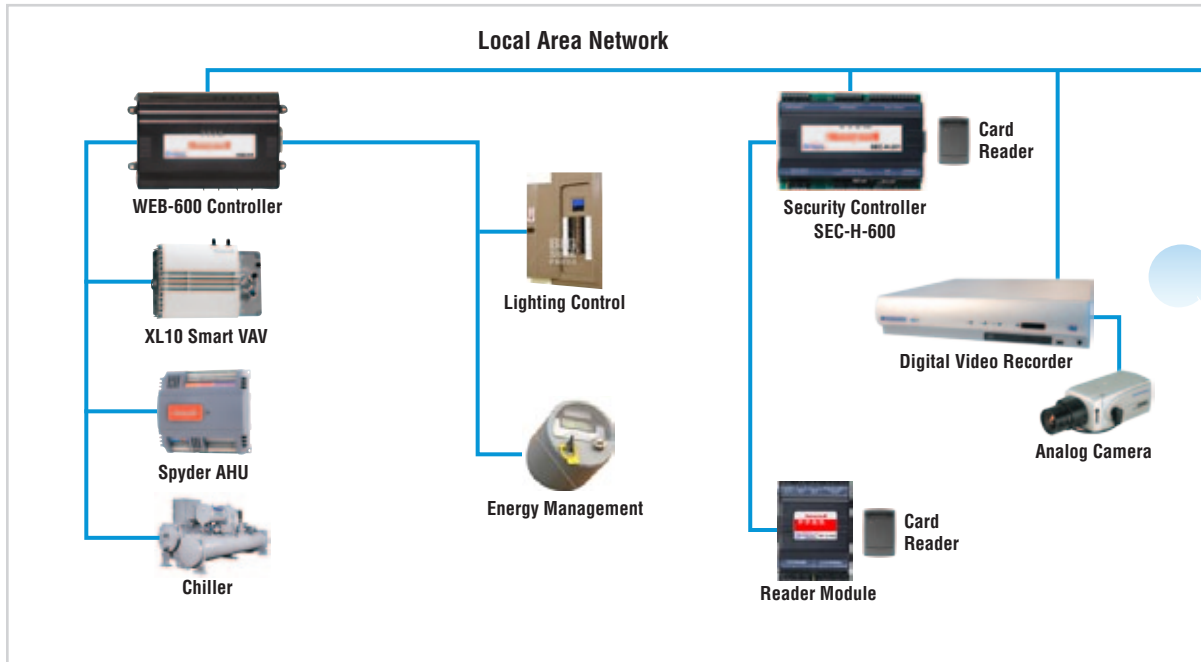 Local Area Network
WEB-600 Controller
XL10 Smart VAV
Spyder AHU
Chiller
Lighting Control
Energy Management
Card
Reader
Security Controller
SEC-H-600
Digital Video Recorder
Analog Camera
Card
Reader
Reader Module